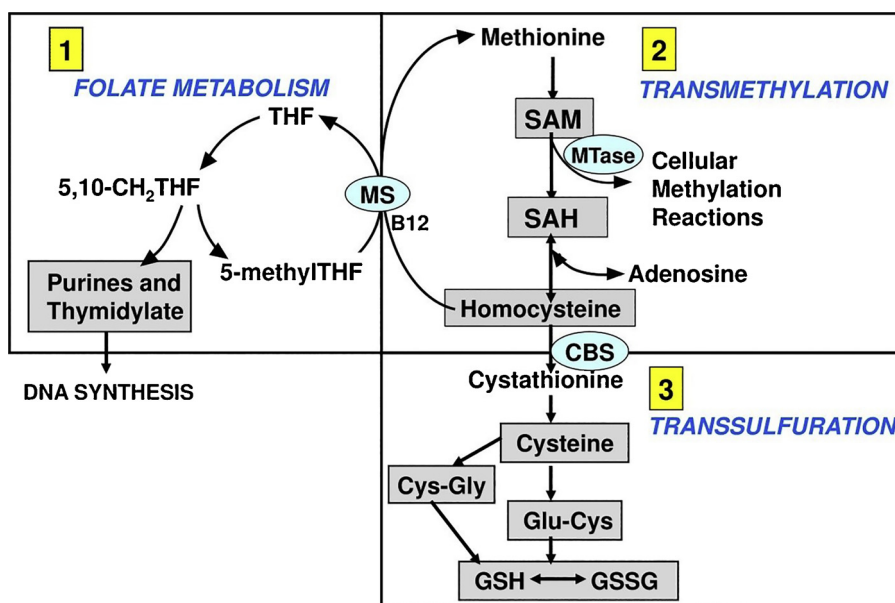 1
FOLATE METABOLISM
THF
5,10-CH₂THF
5-methylTHF
Purines and
Thymidylate
DNA SYNTHESIS
MS
B12
2
TRANSMETHYLATION
Methionine
SAM
MTase
Cellular
Methylation
Reactions
SAH
Adenosine
Homocysteine
CBS
3
TRANSSULFURATION
Cystathionine
Cysteine
Cys-Gly
Glu-Cys
GSH
GSSG